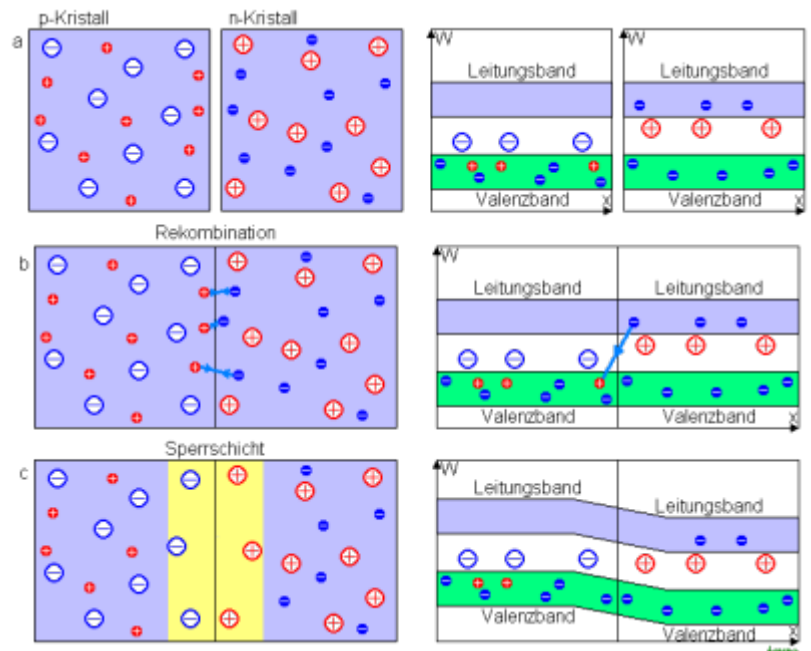 p-Kristall
n-Kristall
a
W
Leitungsband
Valenzband
x
W
Leitungsband
Valenzband
x
Rekombination
b
W
Leitungsband
Leitungsband
Valenzband
Valenzband
x
Sperrschicht
c
W
Leitungsband
Leitungsband
Valenzband
Valenzband
x